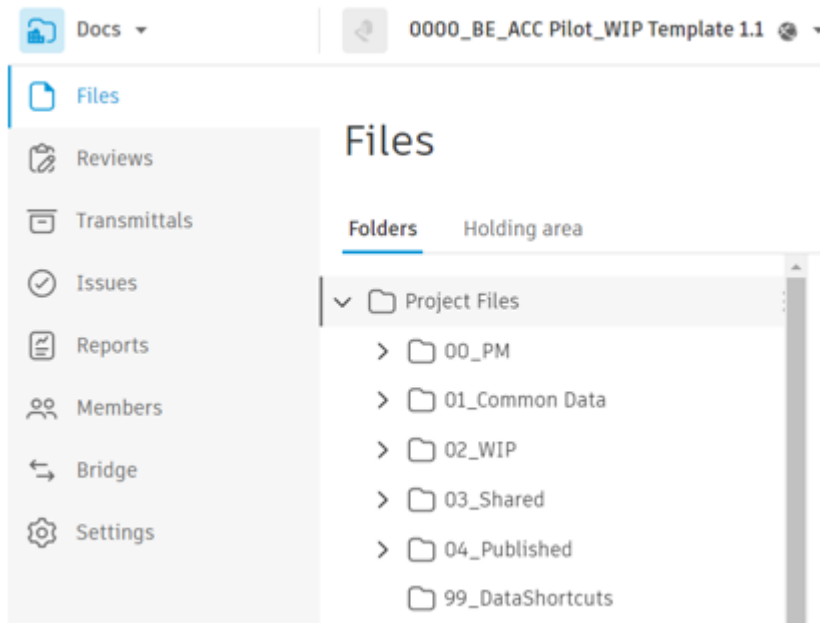 Docs
0000_BE_ACC Pilot_WIP Template 1.1
Files
Reviews
Transmittals
Issues
Reports
Members
Bridge
Settings
Files
Folders Holding area
Project Files
00_PM
01_Common Data
02_WIP
03_Shared
04_Published
99_DataShortcuts